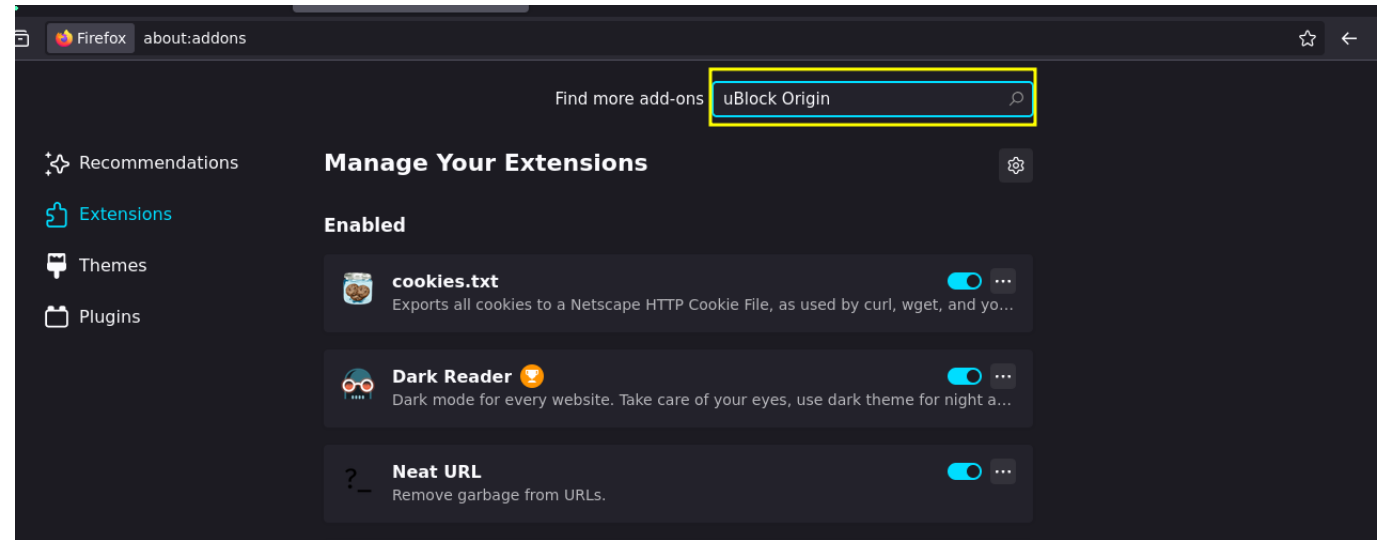 Firefox about:addons
Find more add-ons uBlock Origin
Recommendations
Extensions
Themes
Plugins
Manage Your Extensions
Enabled
cookies.txt
Exports all cookies to a Netscape HTTP Cookie File, as used by curl, wget, and yo...
Dark Reader
Dark mode for every website. Take care of your eyes, use dark theme for night a...
?_
Neat URL
Remove garbage from URLs.